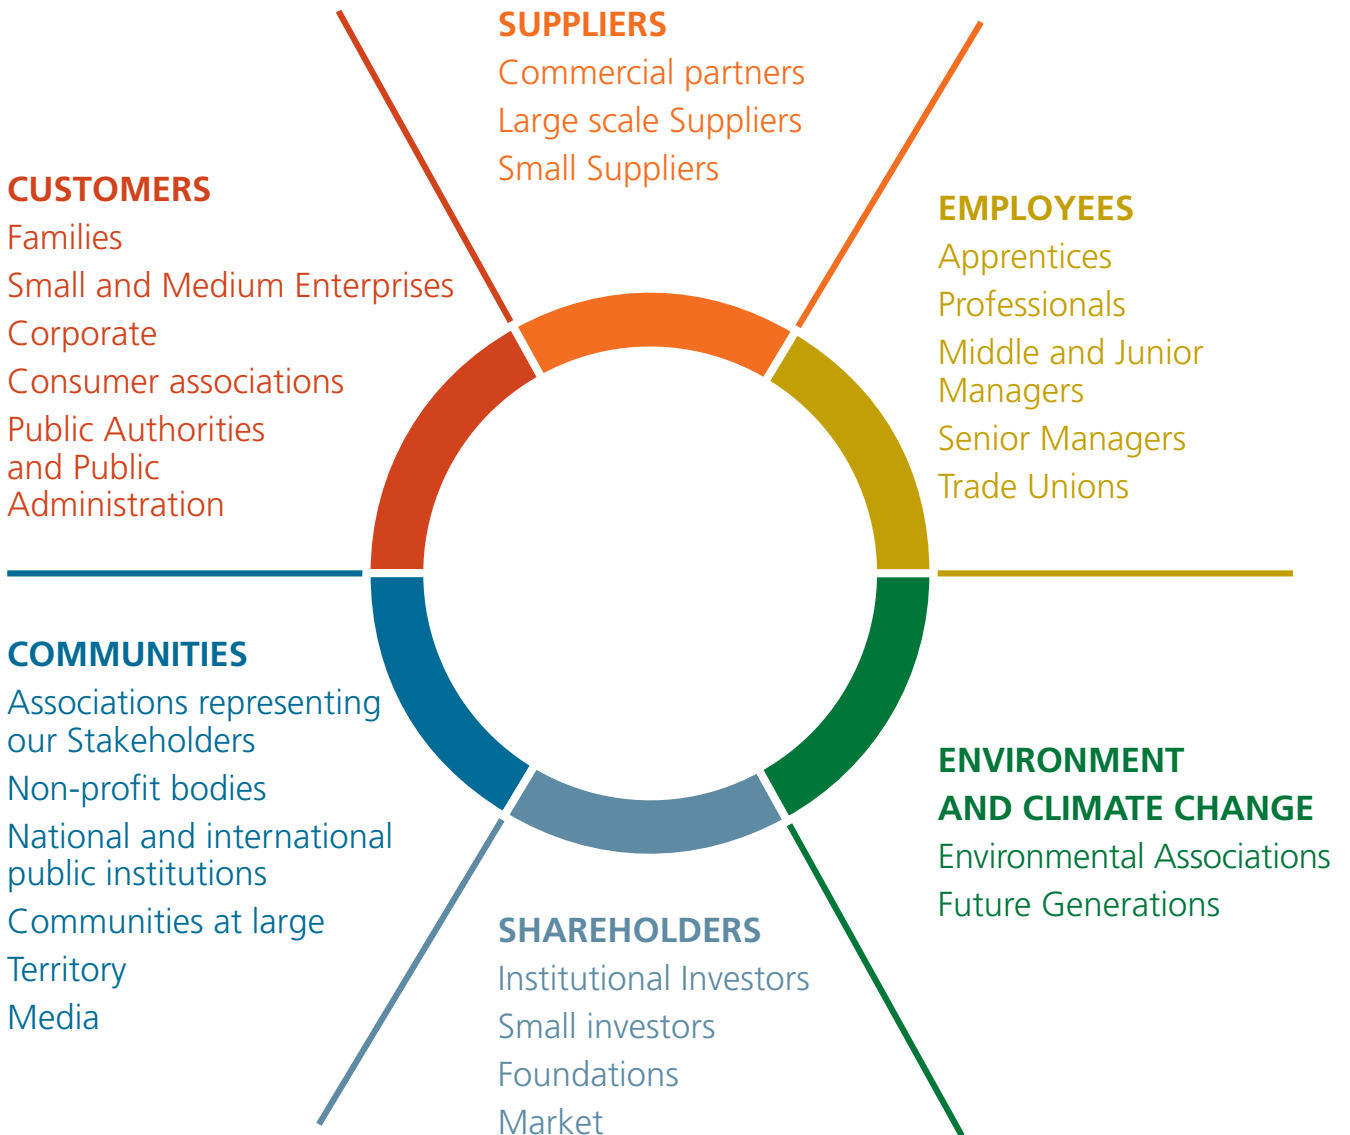 SUPPLIERS
Commercial partners
Large scale Suppliers
Small Suppliers
CUSTOMERS
Families
Small and Medium Enterprises
Corporate
Consumer associations
Public Authorities
and Public
Administration
EMPLOYEES
Apprentices
Professionals
Middle and Junior
Managers
Senior Managers
Trade Unions
COMMUNITIES
Associations representing
our Stakeholders
Non-profit bodies
National and international
public institutions
Communities at large
Territory
Media
SHAREHOLDERS
Institutional Investors
Small investors
Foundations
Market
ENVIRONMENT
AND CLIMATE CHANGE
Environmental Associations
Future Generations